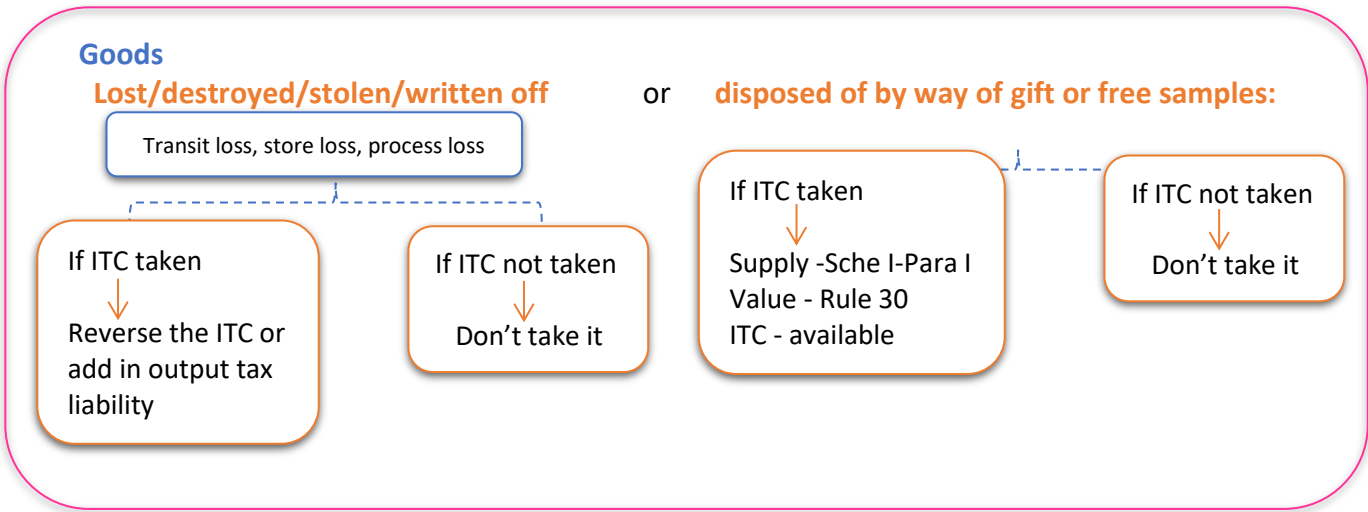 Goods
Lost/destroyed/stolen/written off or disposed of by way of gift or free samples:
Transit loss, store loss, process loss
If ITC taken
Reverse the ITC or
add in output tax
liability
If ITC not taken
Don’t take it
If ITC taken
Supply -Sche I-Para I
Value - Rule 30
ITC - available
If ITC not taken
Don’t take it